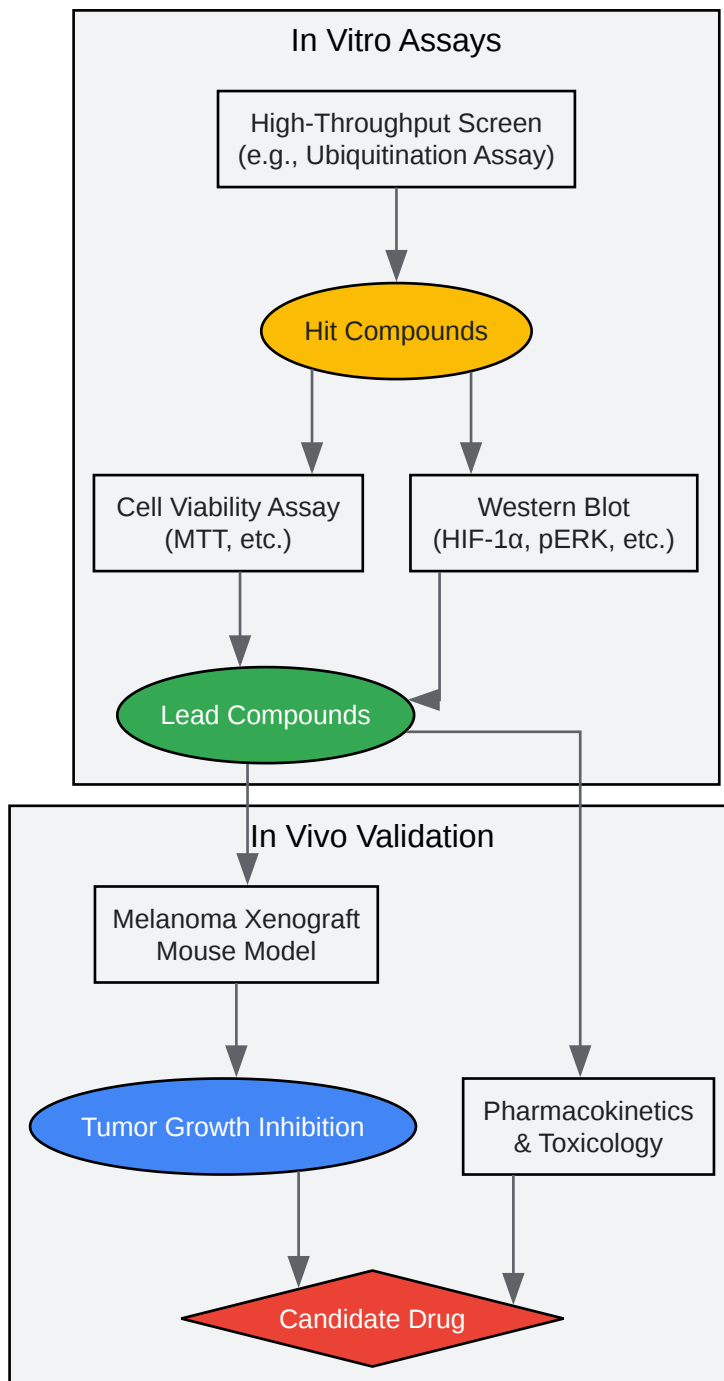 In Vitro Assays
High-Throughput Screen
(e.g., Ubiquitination Assay)
Hit Compounds
Cell Viability Assay
(MTT, etc.)
Western Blot
(HIF-1α, pERK, etc.)
Lead Compounds
In Vivo Validation
Melanoma Xenograft
Mouse Model
Tumor Growth Inhibition
Pharmacokinetics
& Toxicology
Candidate Drug